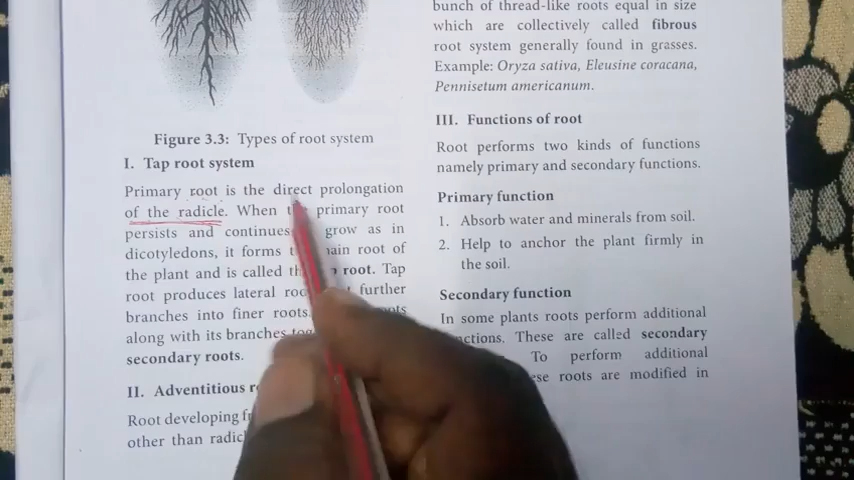 Figure 3.3: Types of root system
I. Tap root system
Primary root is the direct prolongation
of the radicle. When primary root
persists and continues grow as in
dicotyledons, it forms main root of
the plant and is called root. Tap
root produces lateral further
branches into finer roots.
along with its branches
secondary roots.
II. Adventitious
Root developing
other than
bunch of thread-like roots equal in size
which are collectively called fibrous
root system generally found in grasses.
Example: Oryza sativa, Eleusine coracana,
Pennisetum americanum.
III. Functions of root
Root performs two kinds of functions
namely primary and secondary functions.
Primary function
1. Absorb water and minerals from soil.
2. Help to anchor the plant firmly in
the soil.
Secondary function
In some plants roots perform additional
These are called secondary
To perform additional
roots are modified in